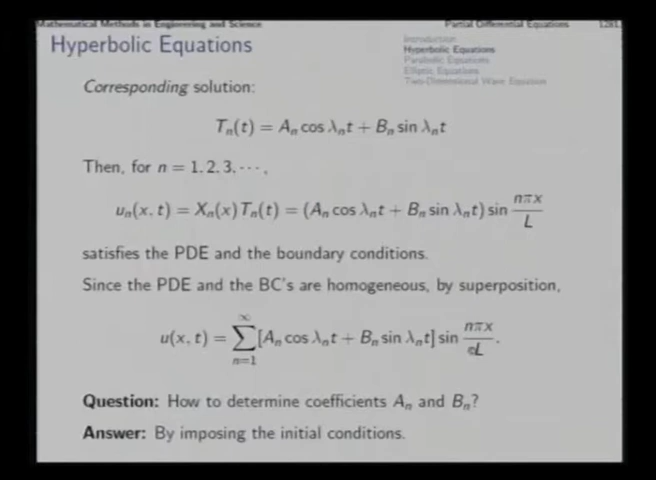 Mathematical Methods in Engineering and Science Partial Differential Equations 1281,
Hyperbolic Equations
Introduction
Hyperbolic Equations
Parabolic Equations
Elliptic Equations
Two-Dimensional Wave Equation
Corresponding solution:
Tₙ(t) = Aₙ cos λₙt + Bₙ sin λₙt
Then, for n = 1, 2, 3, ⋯,
uₙ(x, t) = Xₙ(x)Tₙ(t) = (Aₙ cos λₙt + Bₙ sin λₙt) sin nπx/L
satisfies the PDE and the boundary conditions.
Since the PDE and the BC's are homogeneous, by superposition,
u(x, t) = ∑_{n=1}^{∞} [Aₙ cos λₙt + Bₙ sin λₙt] sin nπx/L.
Question: How to determine coefficients Aₙ and Bₙ?
Answer: By imposing the initial conditions.